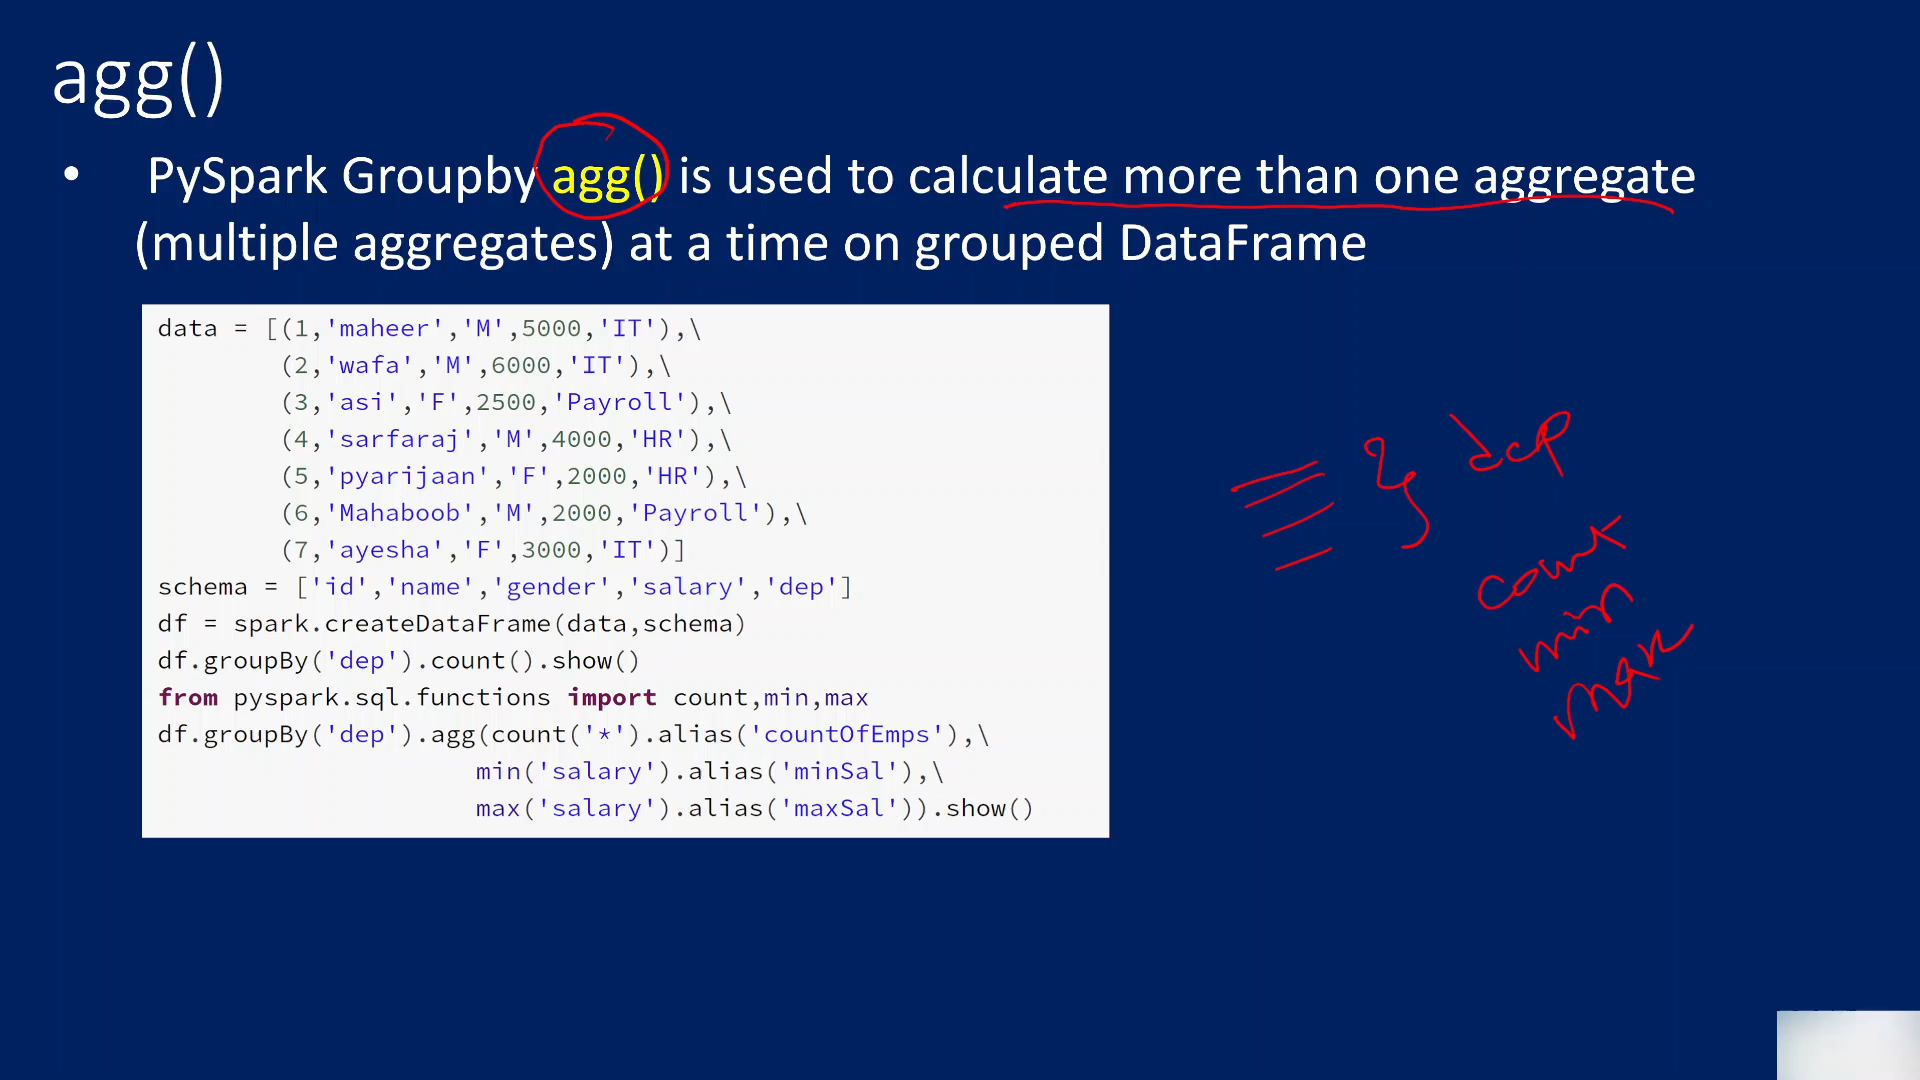 agg()
• PySpark Groupby agg() is used to calculate more than one aggregate
(multiple aggregates) at a time on grouped DataFrame
data = [(1,'maheer','M',5000,'IT'),\
(2,'wafa','M',6000,'IT'),\
(3,'asi','F',2500,'Payroll'),\
(4,'sarfaraj','M',4000,'HR'),\
(5,'pyarijaan','F',2000,'HR'),\
(6,'Mahaboob','M',2000,'Payroll'),\
(7,'ayesha','F',3000,'IT')]
schema = ['id','name','gender','salary','dep']
df = spark.createDataFrame(data,schema)
df.groupBy('dep').count().show()
from pyspark.sql.functions import count,min,max
df.groupBy('dep').agg(count('*').alias('countOfEmps'),\
min('salary').alias('minSal'),\
max('salary').alias('maxSal')).show()
dep
count
min
max